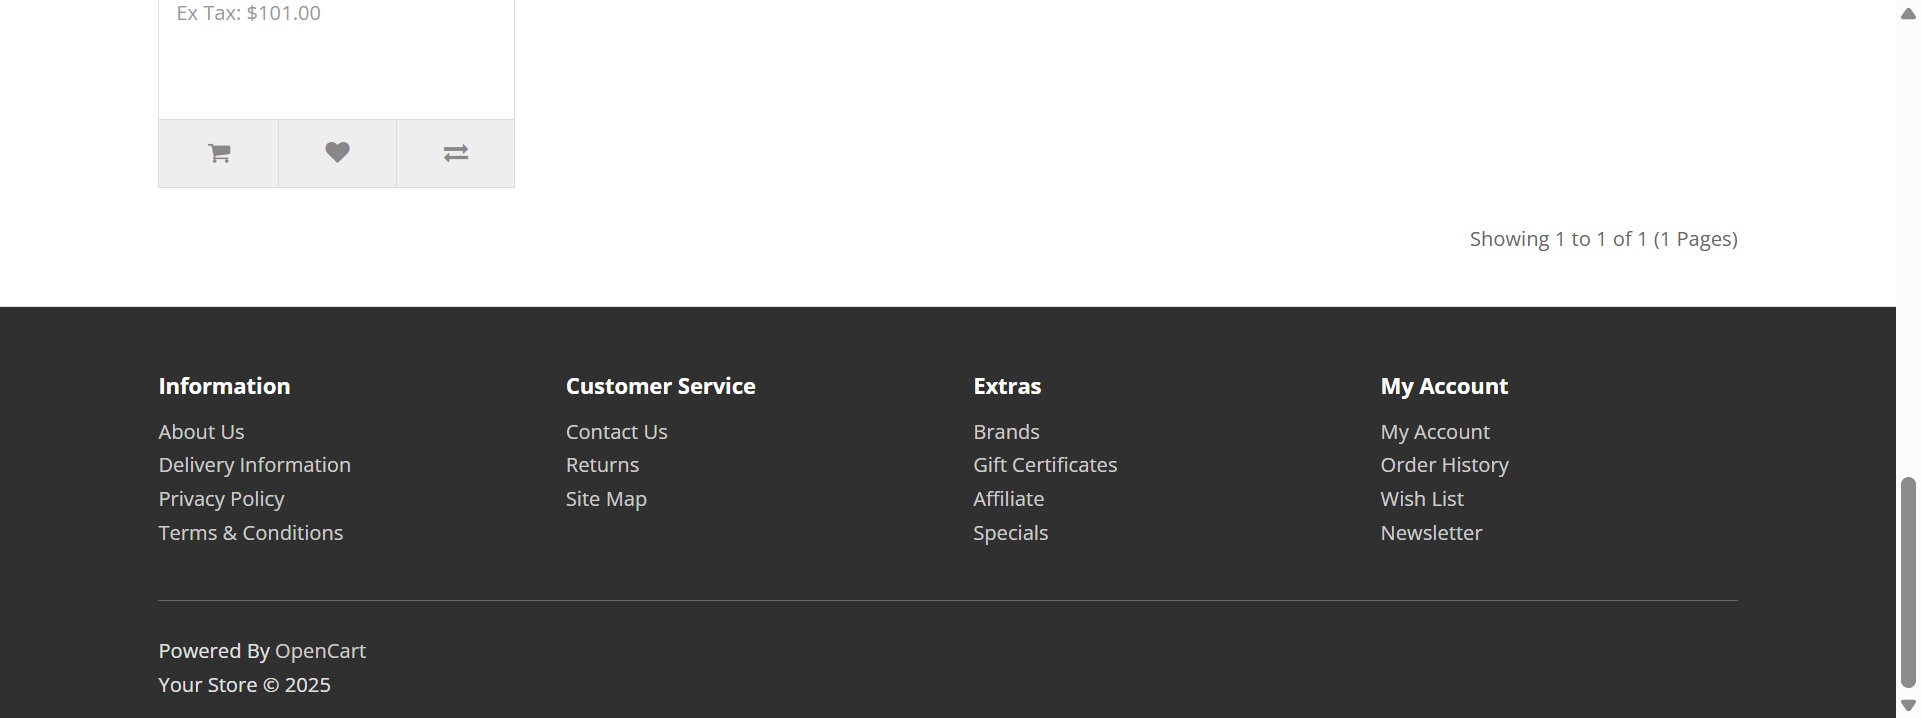 Ex Tax: $101.00
Showing 1 to 1 of 1 (1 Pages)
Information
About Us
Delivery Information
Privacy Policy
Terms & Conditions
Customer Service
Contact Us
Returns
Site Map
Extras
Brands
Gift Certificates
Affiliate
Specials
My Account
My Account
Order History
Wish List
Newsletter
Powered By OpenCart
Your Store © 2025